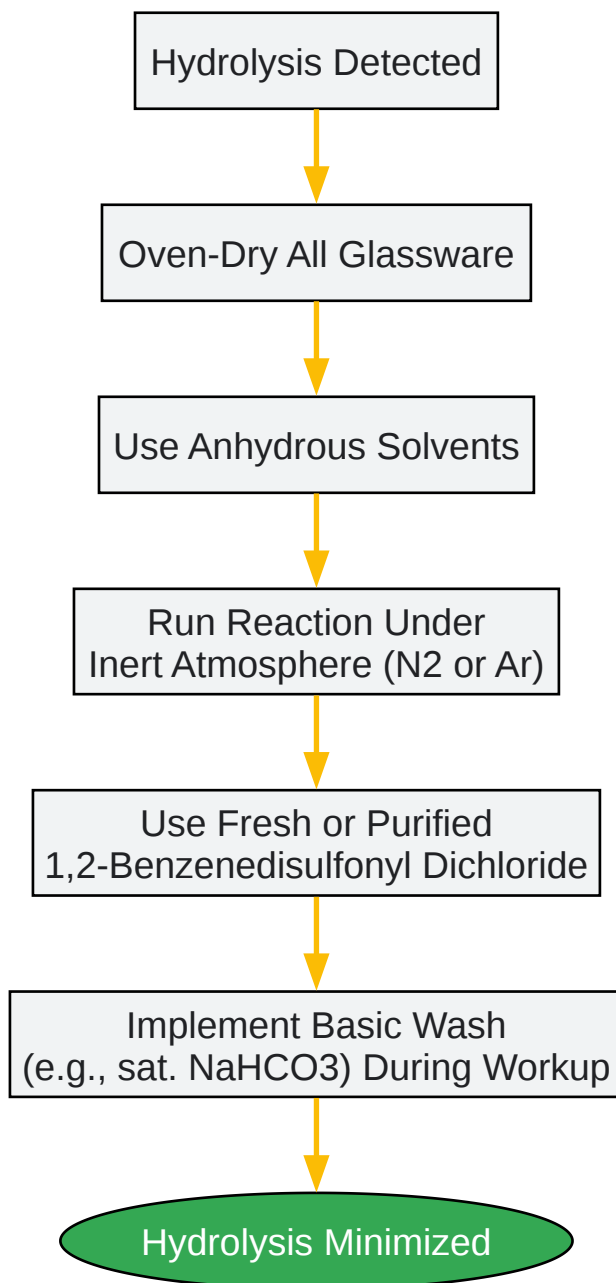 Hydrolysis Detected
Oven-Dry All Glassware
Use Anhydrous Solvents
Run Reaction Under
Inert Atmosphere (N2 or Ar)
Use Fresh or Purified
1,2-Benzenedisulfonyl Dichloride
Implement Basic Wash
(e.g., sat. NaHCO3) During Workup
Hydrolysis Minimized